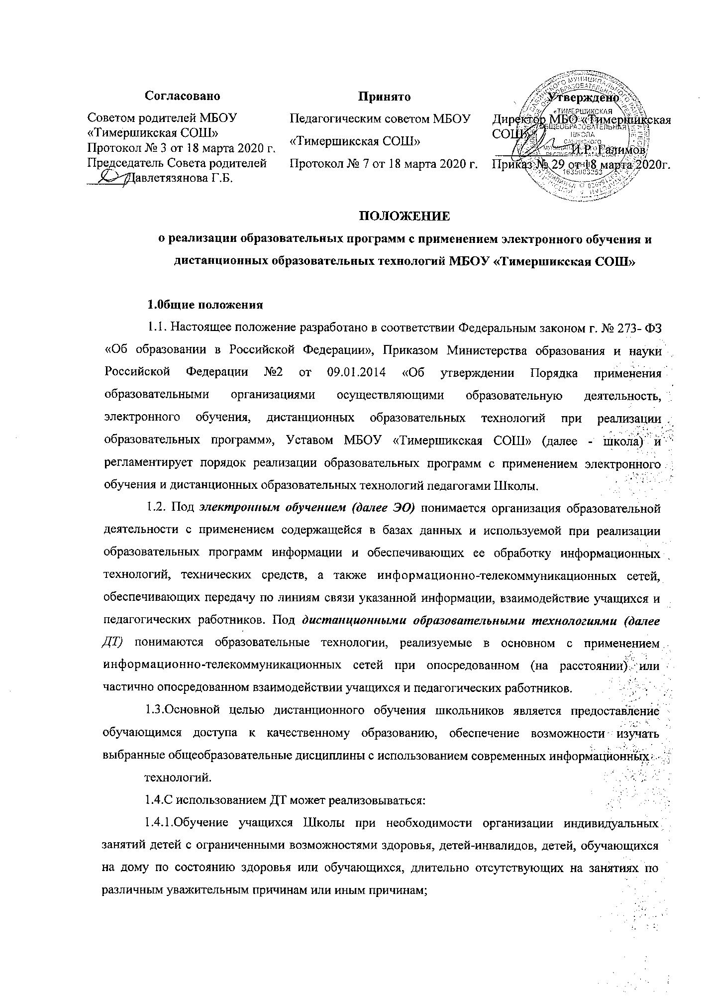 Согласовано
Советом родителей МБОУ
«Тимершикская СОШ»
Протокол № 3 от 18 марта 2020 г.
Председатель Совета родителей
Давлетязянова Г.Б.
Принято
Педагогическим советом МБОУ
«Тимершикская СОШ»
Протокол № 7 от 18 марта 2020 г.
Утверждено
Директор МБО «Тимершикская
СОШ»
И.Р. Галимов
Приказ № 29 от 18 марта 2020г.
«ТИМЕРШИКСКАЯ
ОБЩЕОБРАЗОВАТЕЛЬНАЯ
ШКОЛА
1635003253
ПОЛОЖЕНИЕ
о реализации образовательных программ с применением электронного обучения и
дистанционных образовательных технологий МБОУ «Тимершикская СОШ»
1.0бщие положения
1.1. Настоящее положение разработано в соответствии Федеральным законом г. № 273- ФЗ
«Об образовании в Российской Федерации», Приказом Министерства образования и науки
Российской Федерации №2 от 09.01.2014 «Об утверждении Порядка применения
образовательными организациями осуществляющими образовательную деятельность,
электронного обучения, дистанционных образовательных технологий при реализации
образовательных программ», Уставом МБОУ «Тимершикская СОШ» (далее - школа) и
регламентирует порядок реализации образовательных программ с применением электронного
обучения и дистанционных образовательных технологий педагогами Школы.
1.2. Под электронным обучением (далее ЭО) понимается организация образовательной
деятельности с применением содержащейся в базах данных и используемой при реализации
образовательных программ информации и обеспечивающих ее обработку информационных
технологий, технических средств, а также информационно-телекоммуникационных сетей,
обеспечивающих передачу по линиям связи указанной информации, взаимодействие учащихся и
педагогических работников. Под дистанционными образовательными технологиями (далее
ДТ) понимаются образовательные технологии, реализуемые в основном с применением
информационно-телекоммуникационных сетей при опосредованном (на расстоянии) или
частично опосредованном взаимодействии учащихся и педагогических работников.
1.3.Основной целью дистанционного обучения школьников является предоставление
обучающимся доступа к качественному образованию, обеспечение возможности изучать
выбранные общеобразовательные дисциплины с использованием современных информационных
технологий.
1.4.С использованием ДТ может реализовываться:
1.4.1.Обучение учащихся Школы при необходимости организации индивидуальных
занятий детей с ограниченными возможностями здоровья, детей-инвалидов, детей, обучающихся
на дому по состоянию здоровья или обучающихся, длительно отсутствующих на занятиях по
различным уважительным причинам или иным причинам;